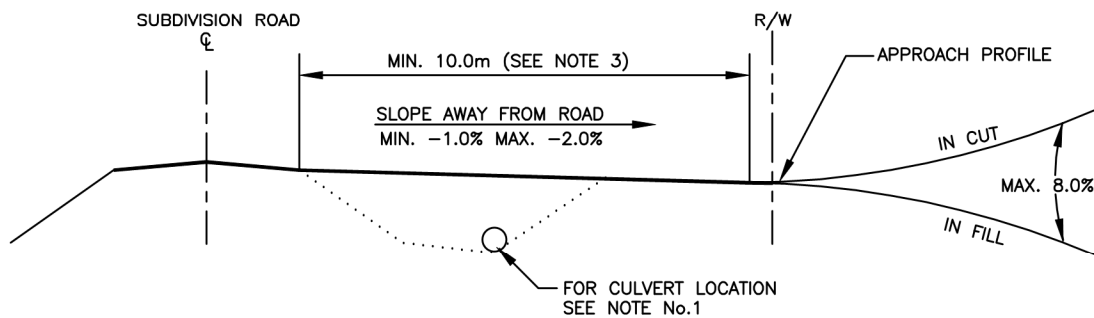 SUBDIVISION ROAD
℄
R/W
MIN. 10.0m (SEE NOTE 3)
APPROACH PROFILE
SLOPE AWAY FROM ROAD
MIN. -1.0% MAX. -2.0%
IN CUT
MAX. 8.0%
IN FILL
FOR CULVERT LOCATION
SEE NOTE No.1